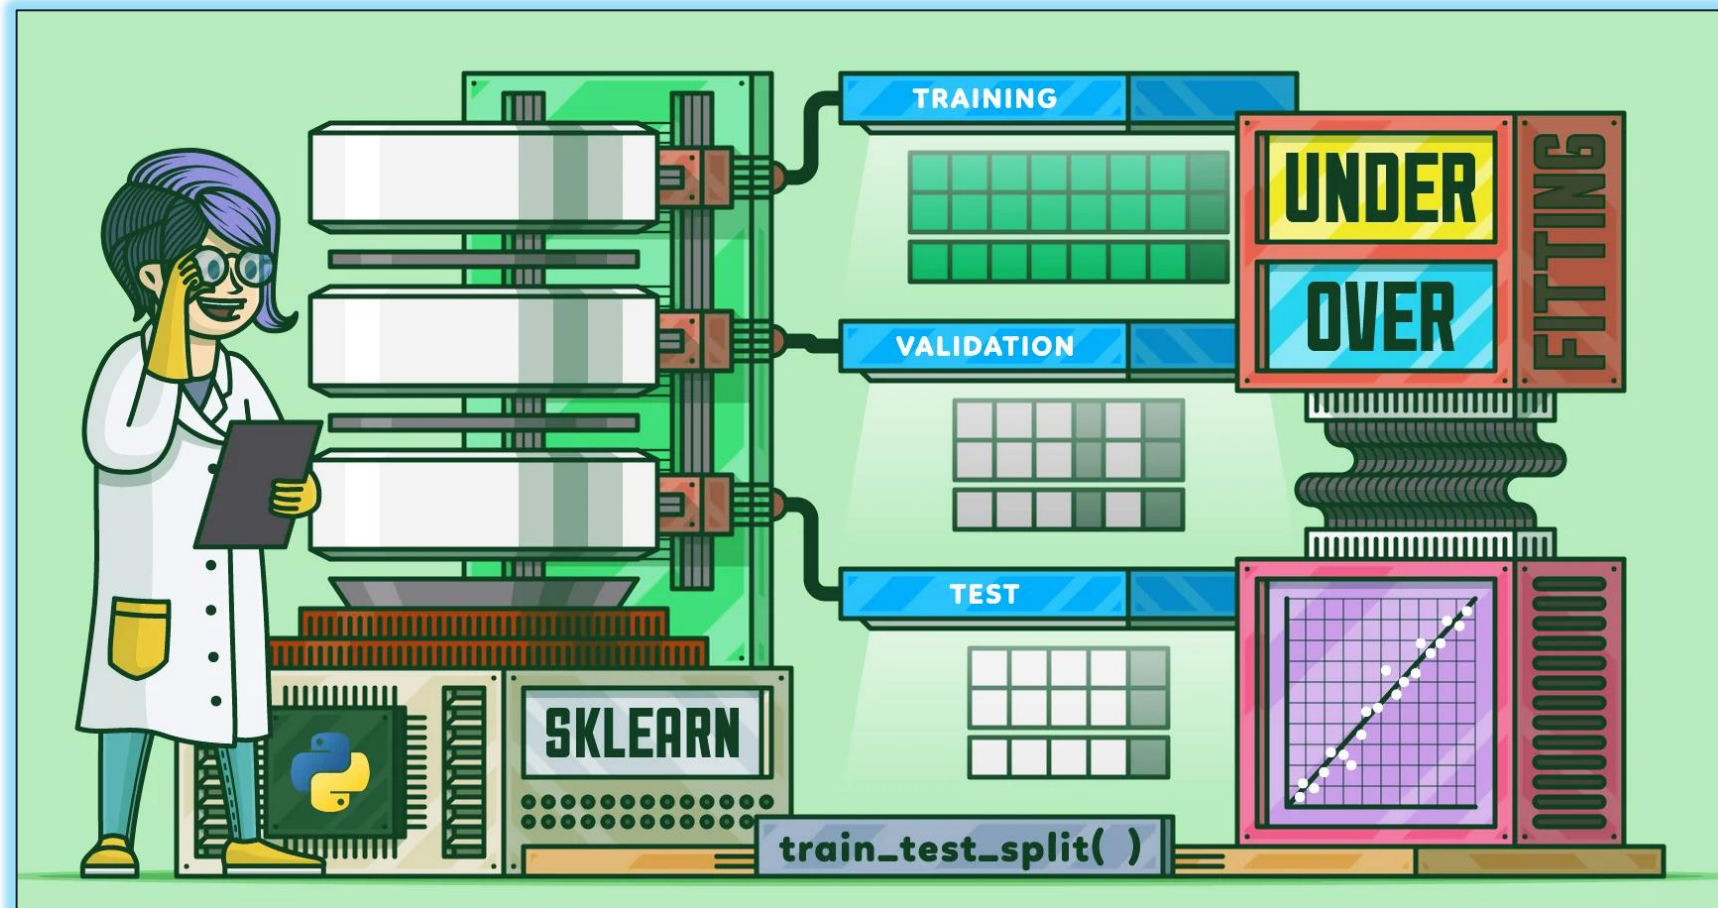 TRAINING
VALIDATION
TEST
UNDER
OVER
FITTING
SKLEARN
train_test_split( )